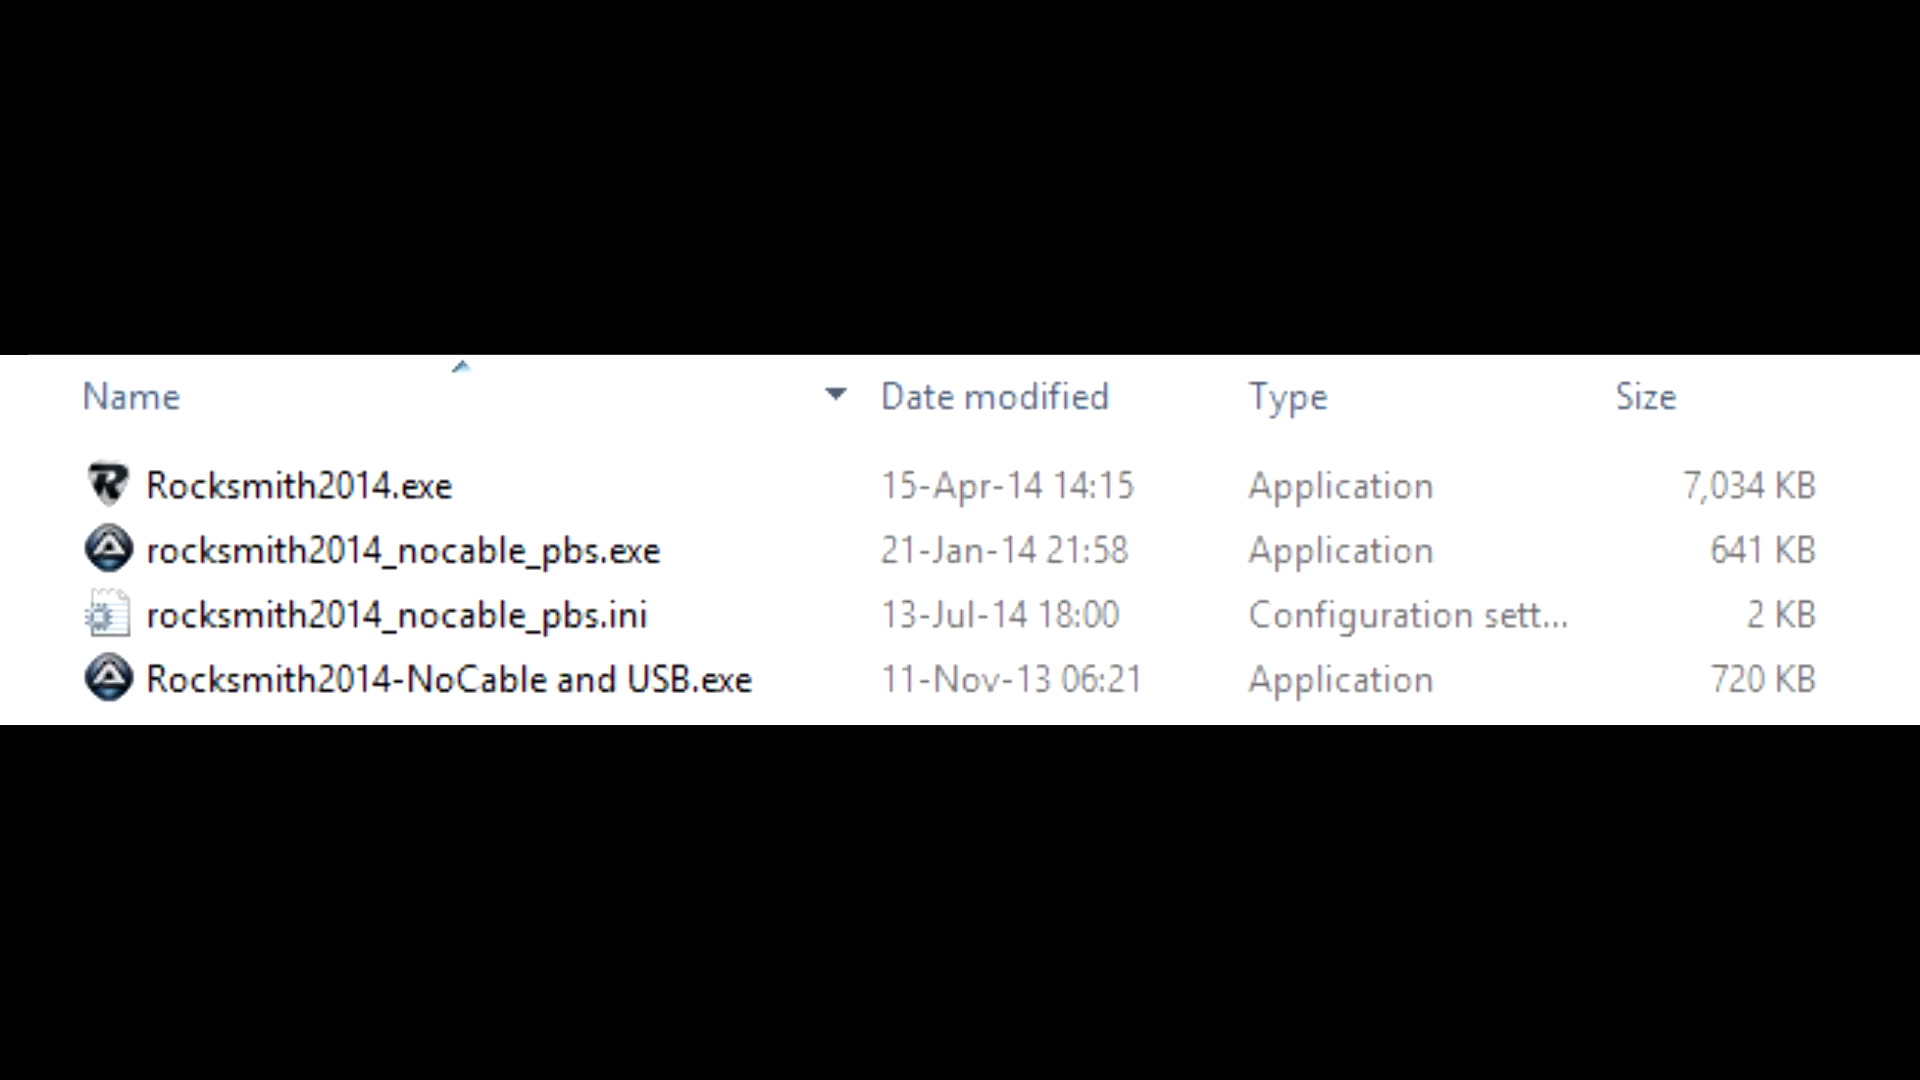 Name Date modified Type Size
Rocksmith2014.exe 15-Apr-14 14:15 Application 7,034 KB
rocksmith2014_nocable_pbs.exe 21-Jan-14 21:58 Application 641 KB
rocksmith2014_nocable_pbs.ini 13-Jul-14 18:00 Configuration sett... 2 KB
Rocksmith2014-NoCable and USB.exe 11-Nov-13 06:21 Application 720 KB